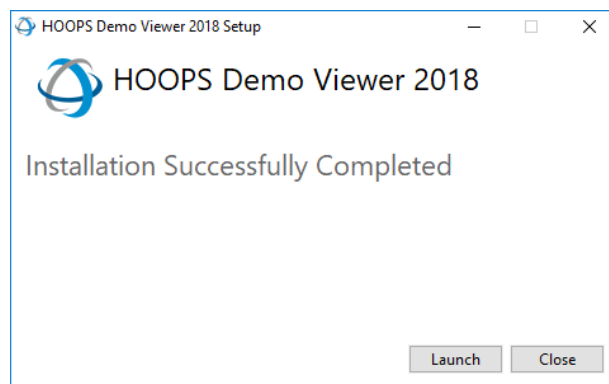 HOOPS Demo Viewer 2018 Setup
HOOPS Demo Viewer 2018
Installation Successfully Completed
Launch Close